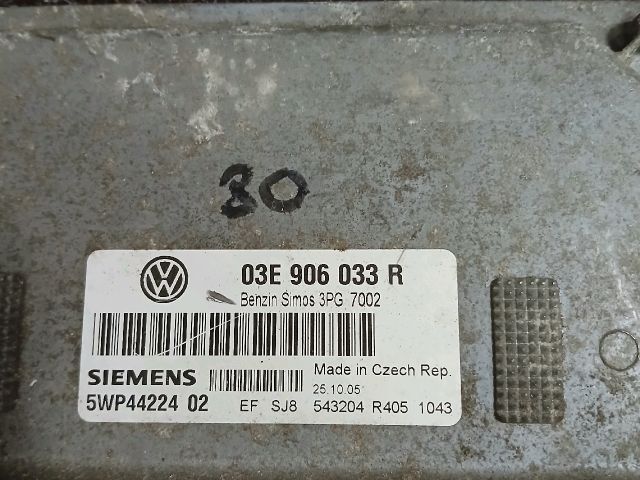 30
VW
03E 906 033 R
Benzin Simos 3PG 7002
SIEMENS
Made in Czech Rep.
25.10.05
5WP44224 02 EF SJ8 543204 R405 1043